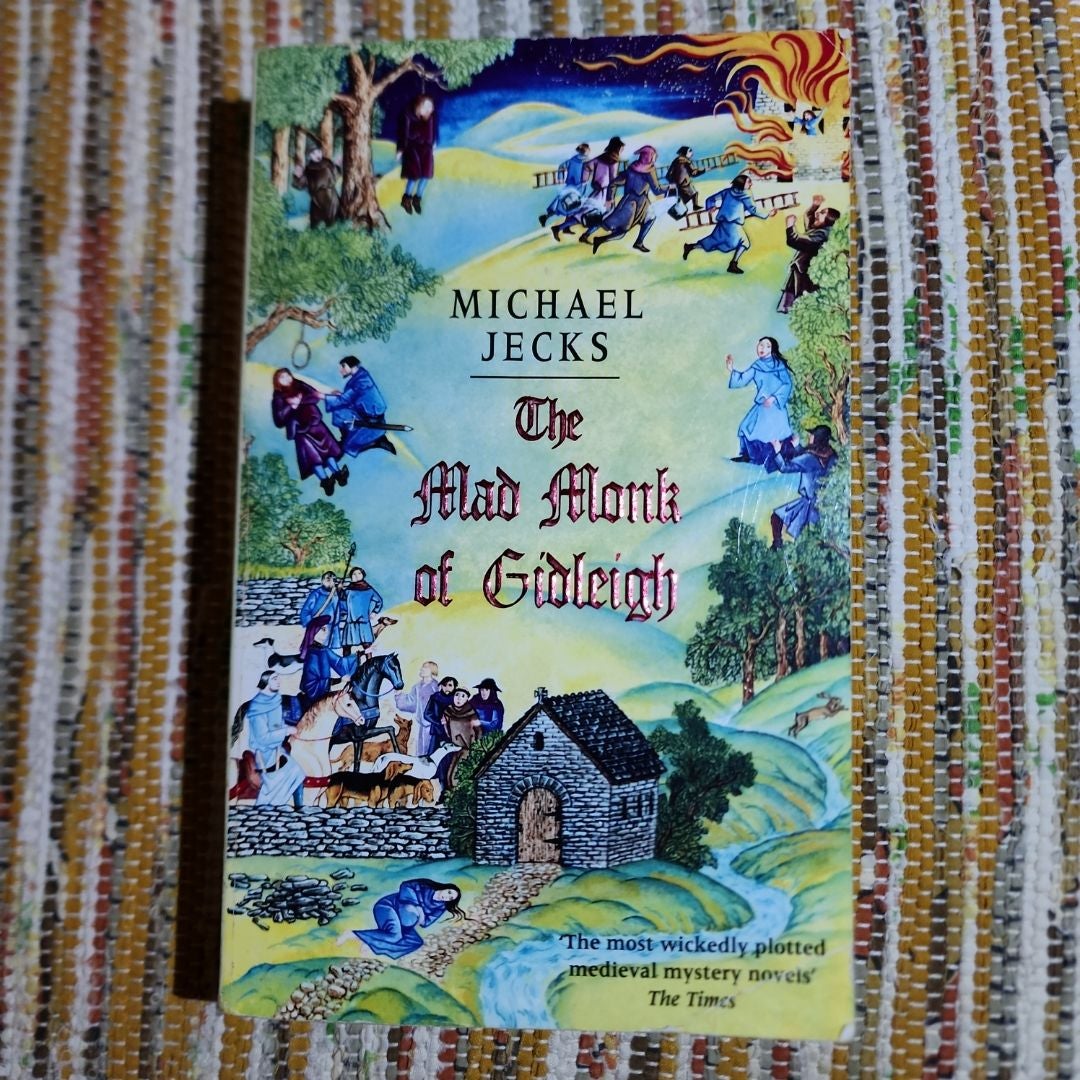 MICHAEL
JECKS
The
Mad Monk
of Gidleigh
'The most wickedly plotted
medieval mystery novels'
The Times